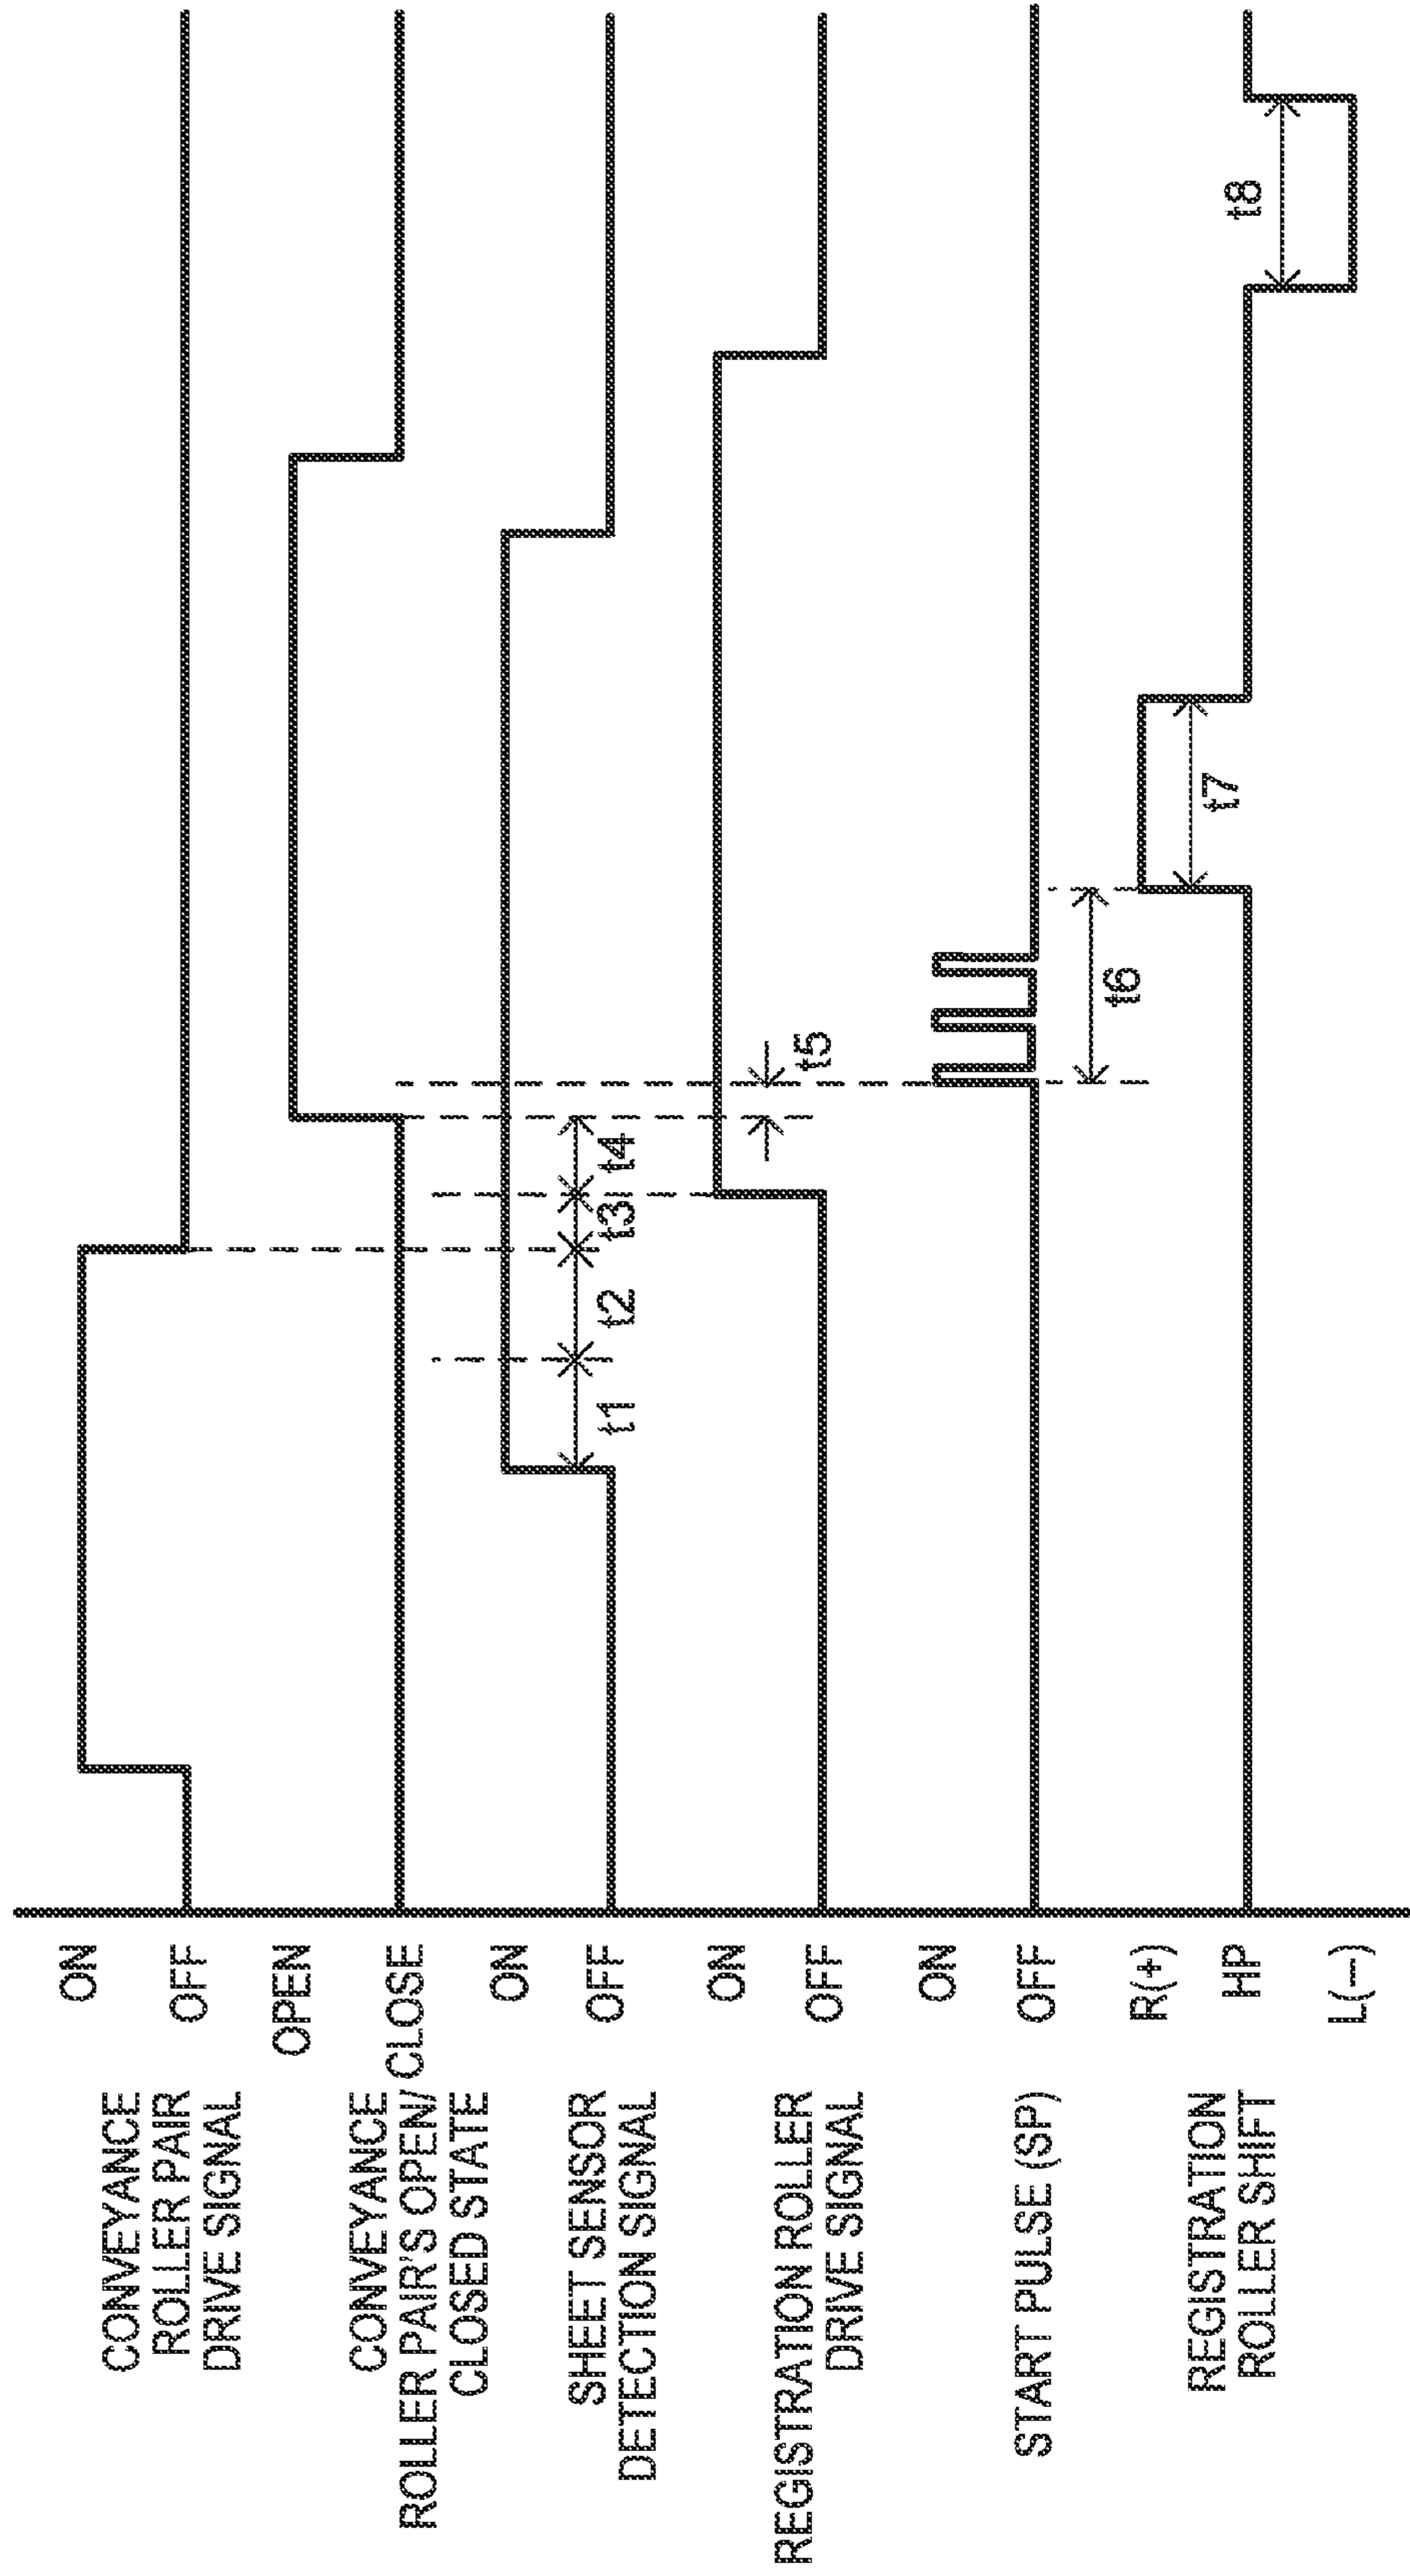 CONVEYANCE
ROLLER PAIR
DRIVE SIGNAL
ON
OFF
CONVEYANCE
ROLLER PAIR'S OPEN/
CLOSED STATE
OPEN
CLOSE
SHEET SENSOR
DETECTION SIGNAL
ON
OFF
t1
t2
t3
t4
REGISTRATION ROLLER
DRIVE SIGNAL
ON
OFF
t5
START PULSE (SP)
ON
OFF
t6
REGISTRATION
ROLLER SHIFT
R(+)
HP
L(−)
t7
t8